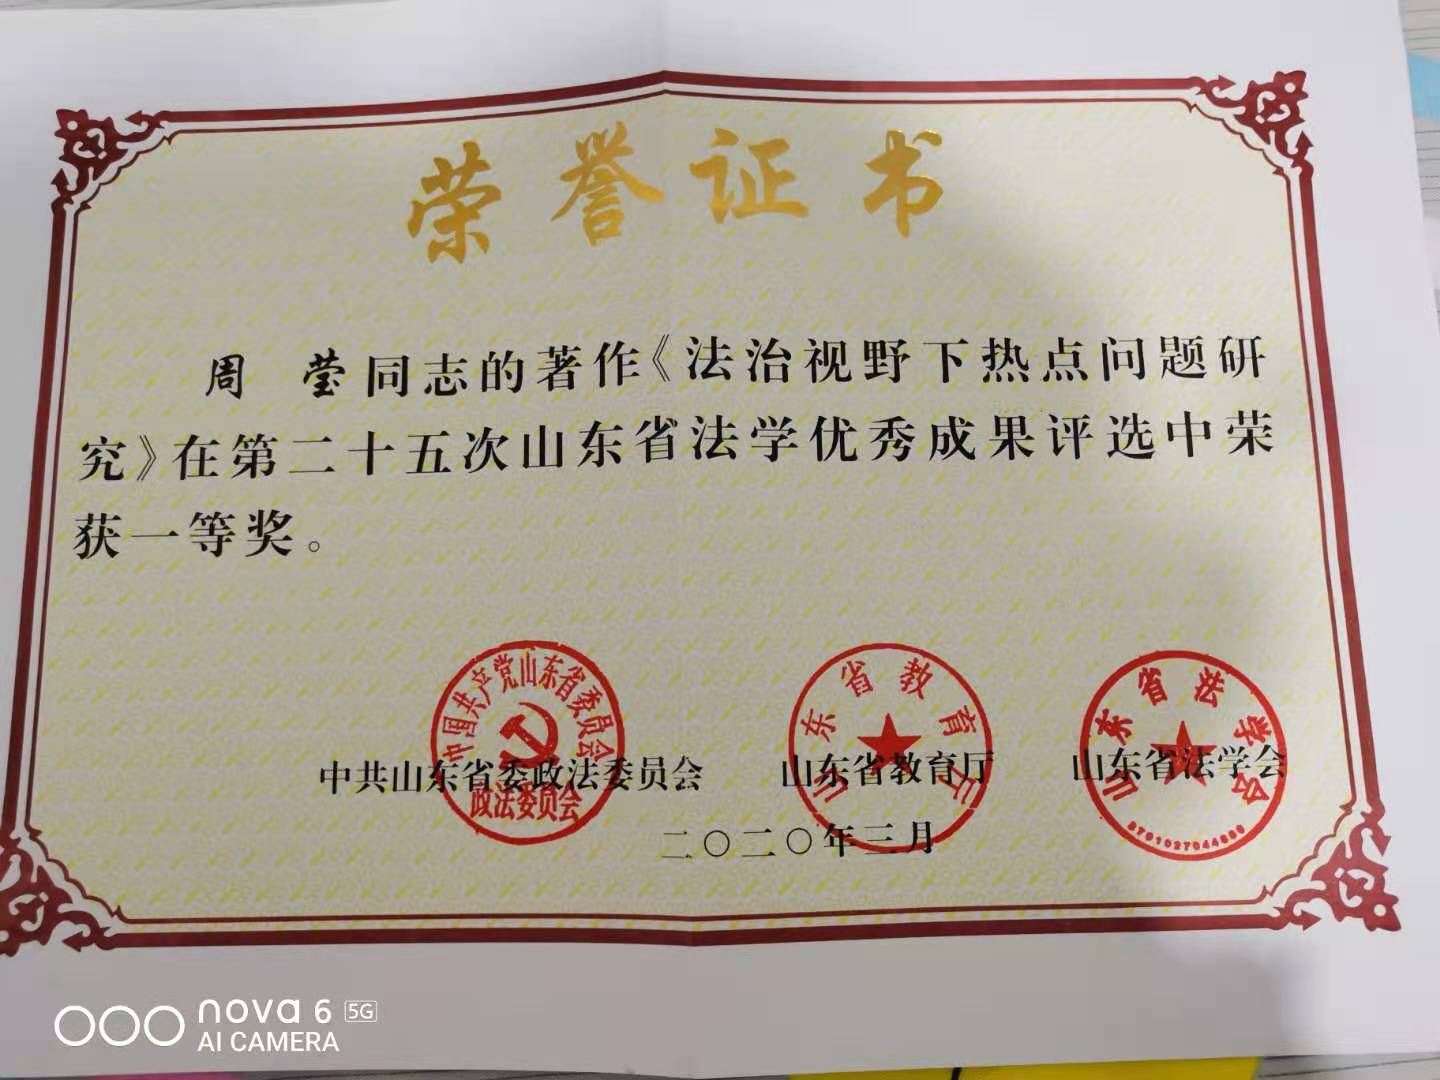 荣誉证书
周 莹同志的著作《法治视野下热点问题研
究》在第二十五次山东省法学优秀成果评选中荣
获一等奖。
中国共产党山东省委员会
政法委员会
山东省教育厅
山东省法学会
中共山东省委政法委员会 山东省教育厅 山东省法学会
二〇二〇年三月
nova 6 5G
AI CAMERA